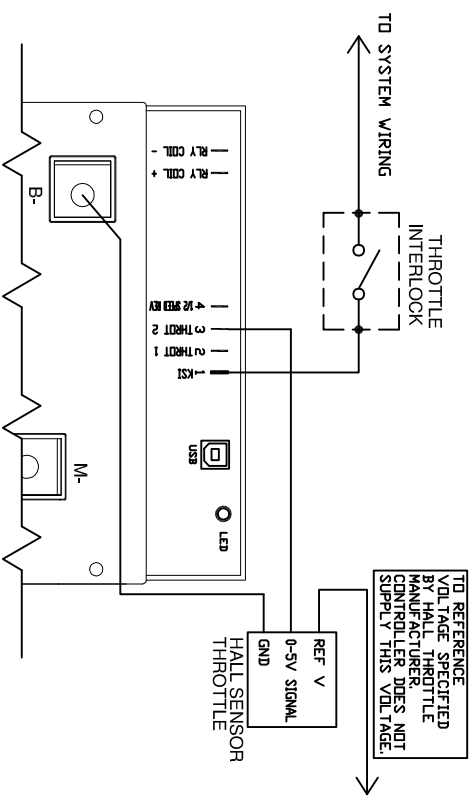 TO SYSTEM WIRING
THROTTLE
INTERLOCK
RLY COIL -
RLY COIL +
B-
4 1/2 SPEED REV
3 THROT 2
2 THROT 1
1 KSI
USB
LED
M-
TO REFERENCE
VOLTAGE SPECIFIED
BY HALL THROTTLE
MANUFACTURER.
CONTROLLER DOES NOT
SUPPLY THIS VOLTAGE.
REF V
0-5V SIGNAL
GND
HALL SENSOR
THROTTLE